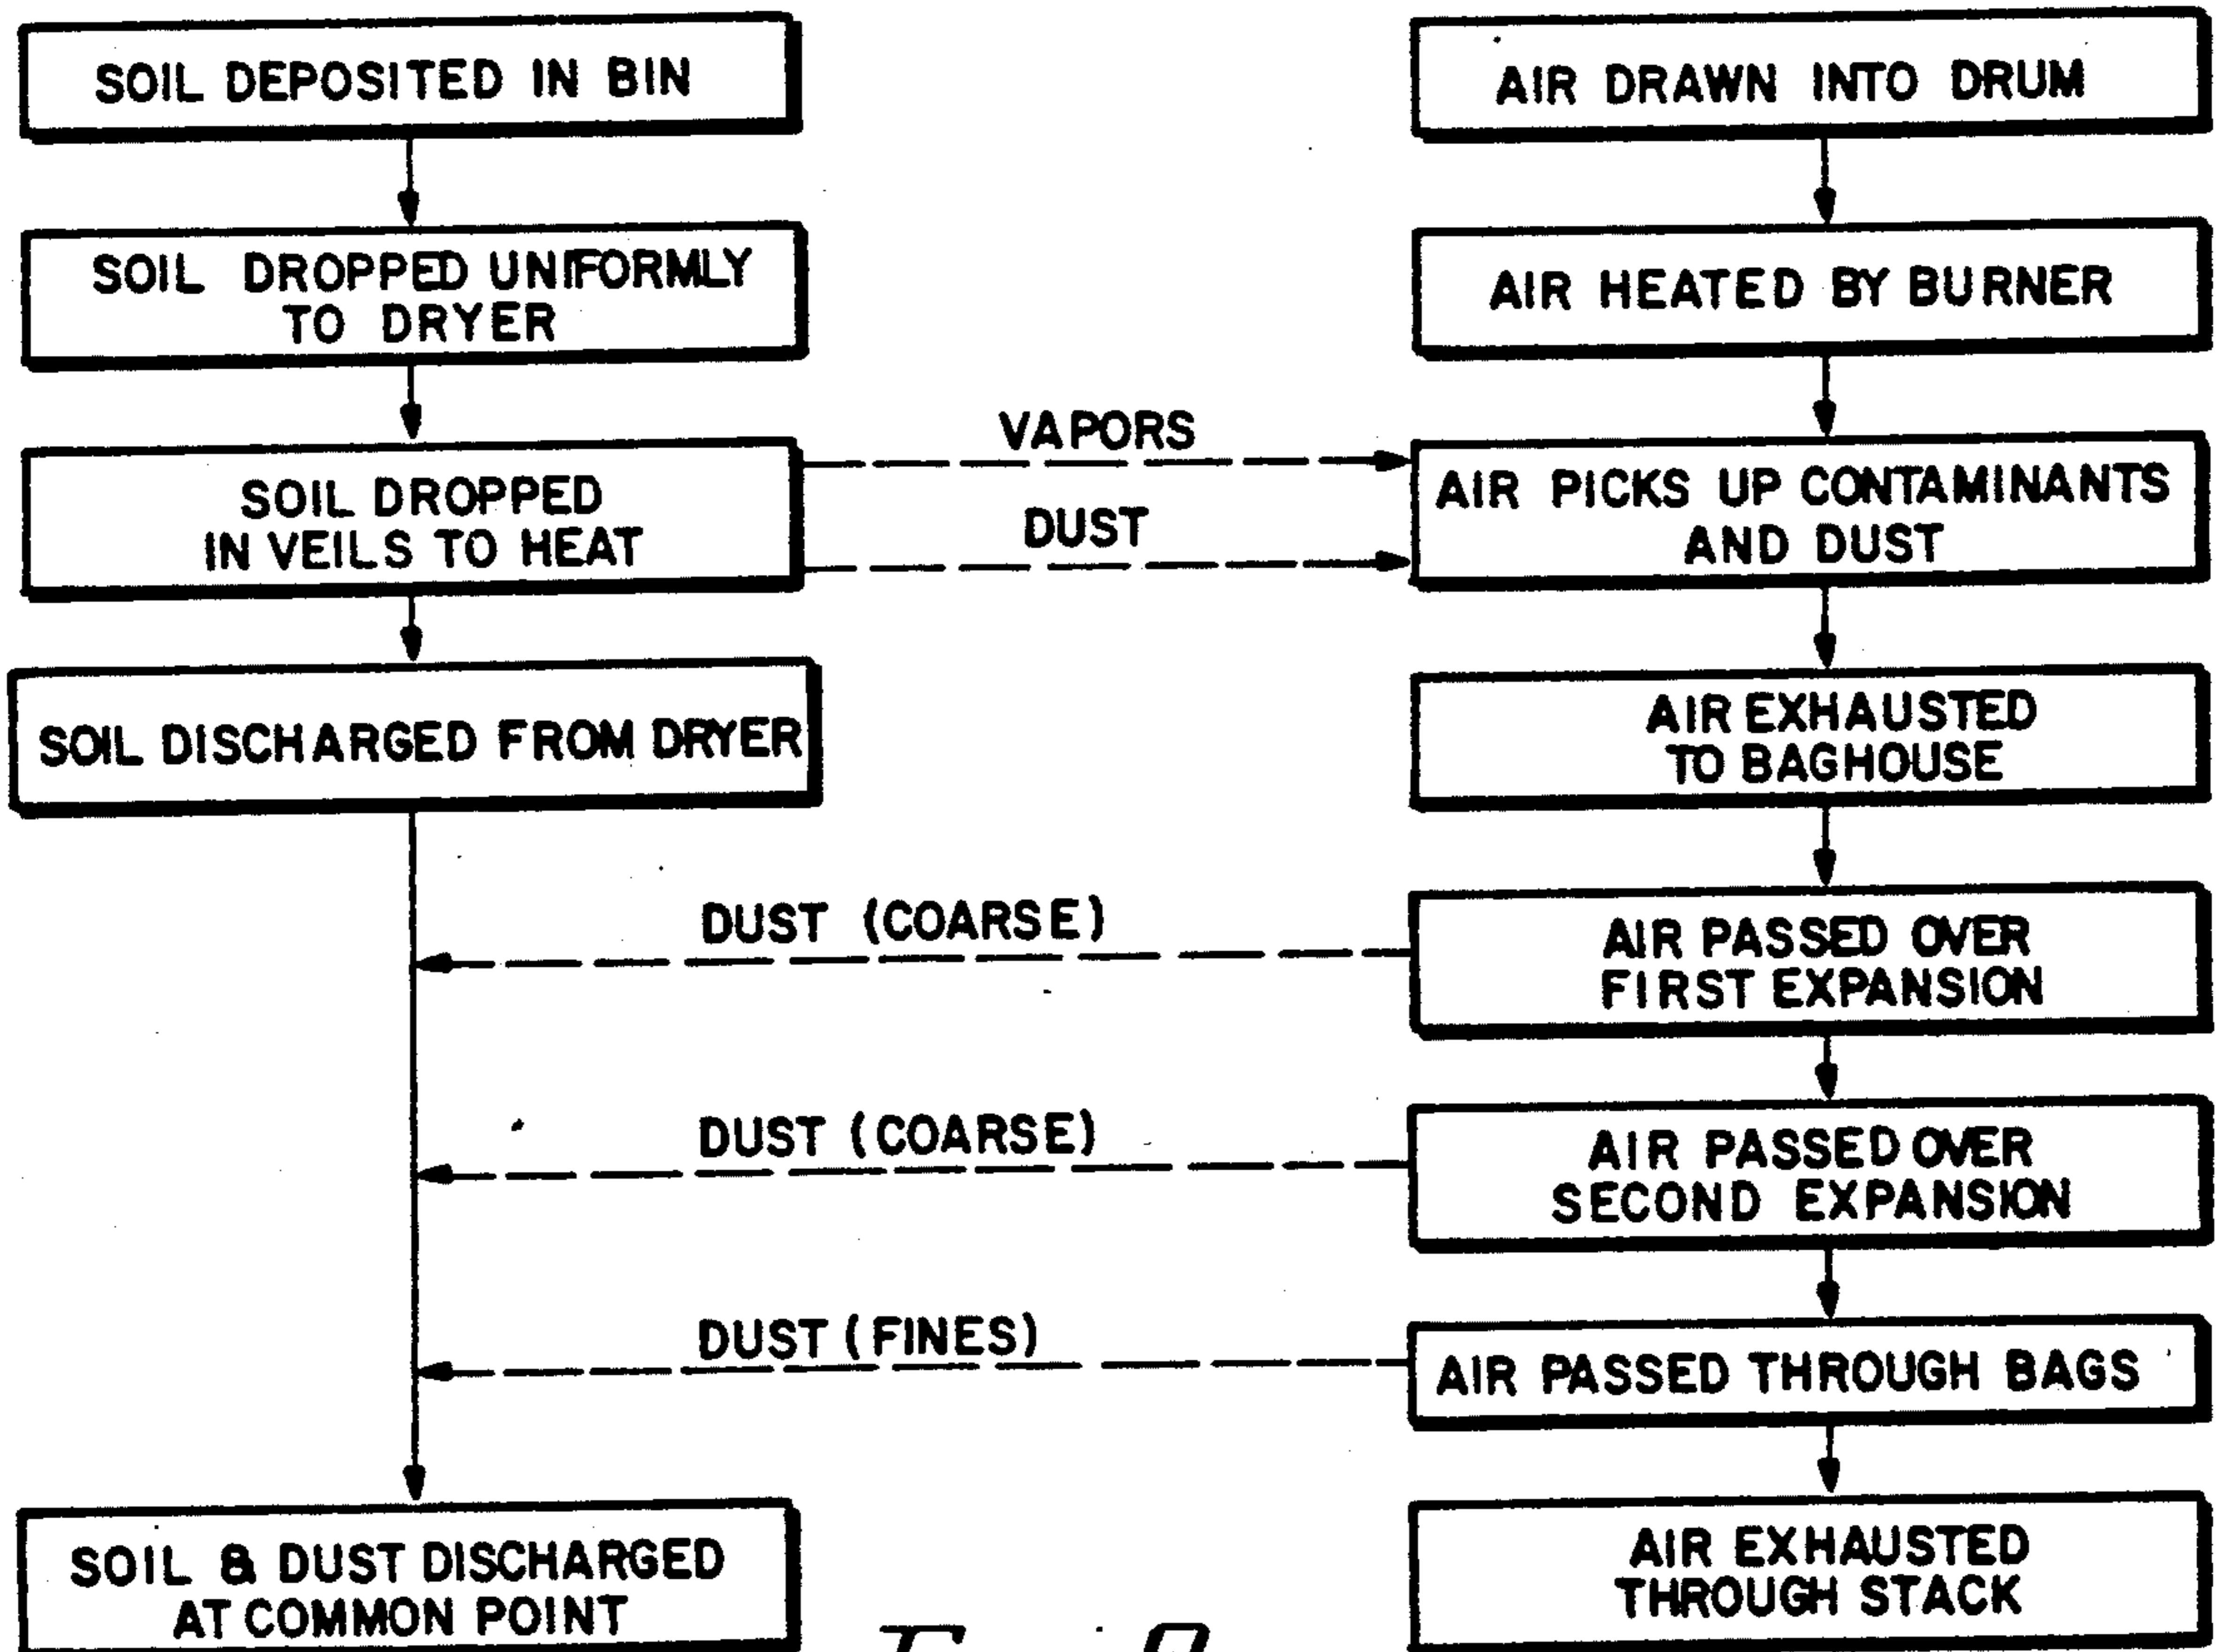 SOIL DEPOSITED IN BIN
SOIL DROPPED UNIFORMLY
TO DRYER
SOIL DROPPED
IN VEILS TO HEAT
SOIL DISCHARGED FROM DRYER
SOIL & DUST DISCHARGED
AT COMMON POINT
VAPORS
DUST
DUST (COARSE)
DUST (COARSE)
DUST (FINES)
AIR DRAWN INTO DRUM
AIR HEATED BY BURNER
AIR PICKS UP CONTAMINANTS
AND DUST
AIR EXHAUSTED
TO BAGHOUSE
AIR PASSED OVER
FIRST EXPANSION
AIR PASSED OVER
SECOND EXPANSION
AIR PASSED THROUGH BAGS
AIR EXHAUSTED
THROUGH STACK